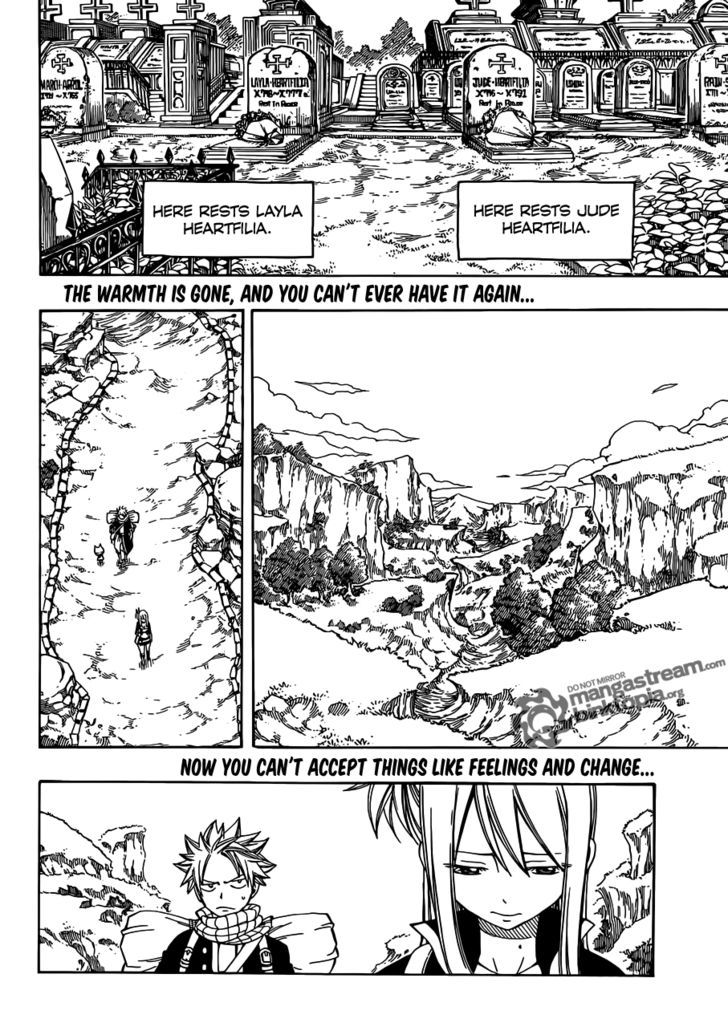 LAYLA-HEARTFILIA
Rest in Peace
JUDE-HEARTFILIA
Rest in Peace
HERE RESTS LAYLA
HEARTFILIA.
HERE RESTS JUDE
HEARTFILIA.
THE WARMTH IS GONE, AND YOU CAN'T EVER HAVE IT AGAIN...
DO NOT MIRROR
mangastream.com
NOW YOU CAN'T ACCEPT THINGS LIKE FEELINGS AND CHANGE...